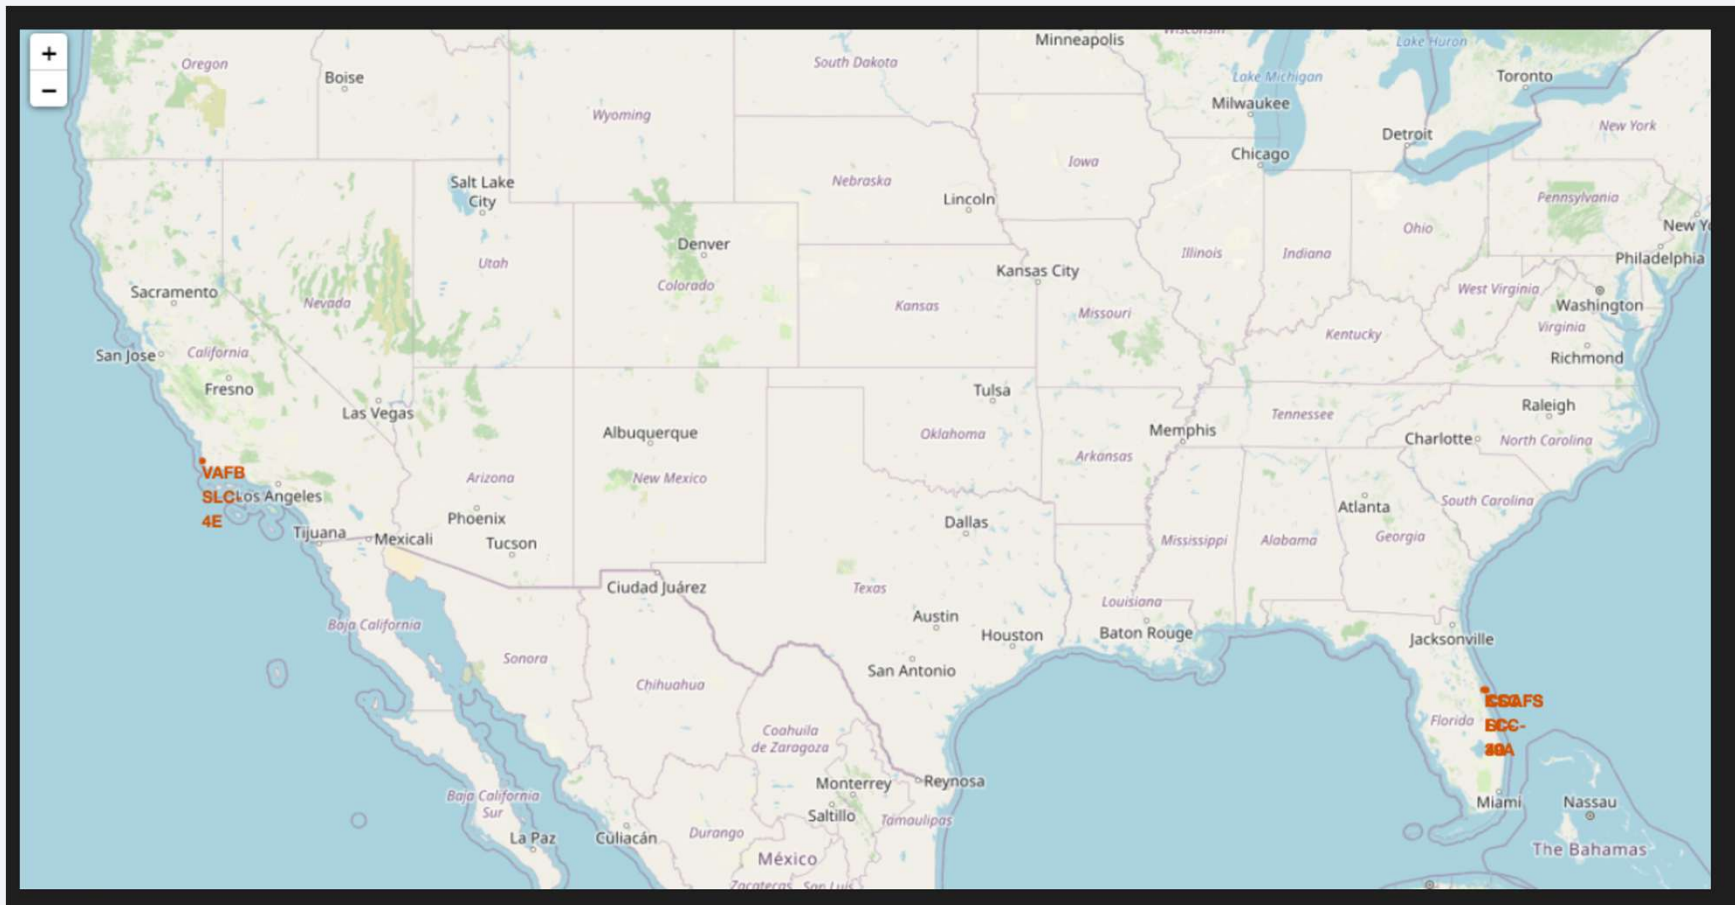 +
−
Oregon
Boise
South Dakota
Minneapolis
Wisconsin
Lake Huron
Lake Michigan
Toronto
Wyoming
Milwaukee
Detroit
New York
Chicago
Iowa
Nebraska
Salt Lake
City
Lincoln
Pennsylvania
New Yo
Denver
Ohio
Illinois
Indiana
Philadelphia
Utah
Kansas City
Colorado
Sacramento
Nevada
Kansas
Missouri
West Virginia
Washington
Virginia
Kentucky
San Jose
California
Richmond
Fresno
Tulsa
Las Vegas
Raleigh
Tennessee
Albuquerque
Oklahoma
Memphis
Charlotte
North Carolina
Arkansas
VAFB
SLC-
4E
Los Angeles
Arizona
New Mexico
South Carolina
Atlanta
Phoenix
Dallas
Tijuana
Mexicali
Tucson
Mississippi
Alabama
Georgia
Ciudad Juárez
Texas
Louisiana
Austin
Baja California
Houston
Baton Rouge
Jacksonville
Sonora
San Antonio
Chihuahua
Florida
Coahuila
de Zaragoza
Monterrey
Reynosa
Baja California
Sur
Miami
Nassau
Saltillo
Tamaulipas
La Paz
Culiacán
Durango
The Bahamas
México
Zacatecas
San Luis